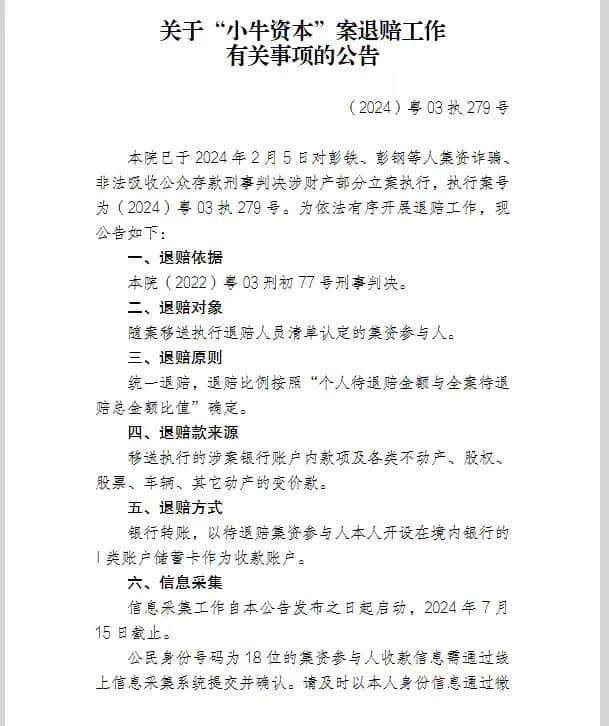 关于“小牛资本”案退赔工作
有关事项的公告
（2024）粤 03 执 279 号
本院已于 2024 年 2 月 5 日对彭铁、彭钢等人集资诈骗、
非法吸收公众存款刑事判决涉财产部分立案执行，执行案号
为（2024）粤 03 执 279 号。为依法有序开展退赔工作，现
公告如下：
一、退赔依据
本院（2022）粤 03 刑初 77 号刑事判决。
二、退赔对象
随案移送执行退赔人员清单认定的集资参与人。
三、退赔原则
统一退赔，退赔比例按照“个人待退赔金额与全案待退
赔总金额比值”确定。
四、退赔款来源
移送执行的涉案银行账户内款项及各类不动产、股权、
股票、车辆、其它动产的变价款。
五、退赔方式
银行转账，以待退赔集资参与人本人开设在境内银行的
I 类账户储蓄卡作为收款账户。
六、信息采集
信息采集工作自本公告发布之日起启动，2024 年 7 月
15 日截止。
公民身份号码为 18 位的集资参与人收款信息需通过线
上信息采集系统提交并确认。请及时以本人身份信息通过微